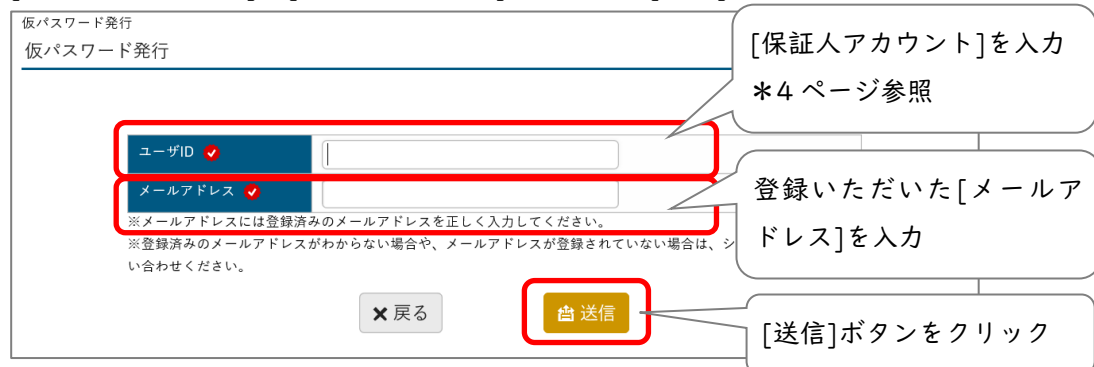 仮パスワード発行
仮パスワード発行
[保証人アカウント]を入力
＊4 ページ参照
ユーザID
メールアドレス
登録いただいた[メールア
ドレス]を入力
※メールアドレスには登録済みのメールアドレスを正しく入力してください。
※登録済みのメールアドレスがわからない場合や、メールアドレスが登録されていない場合は、シ
い合わせください。
戻る
送信
[送信]ボタンをクリック